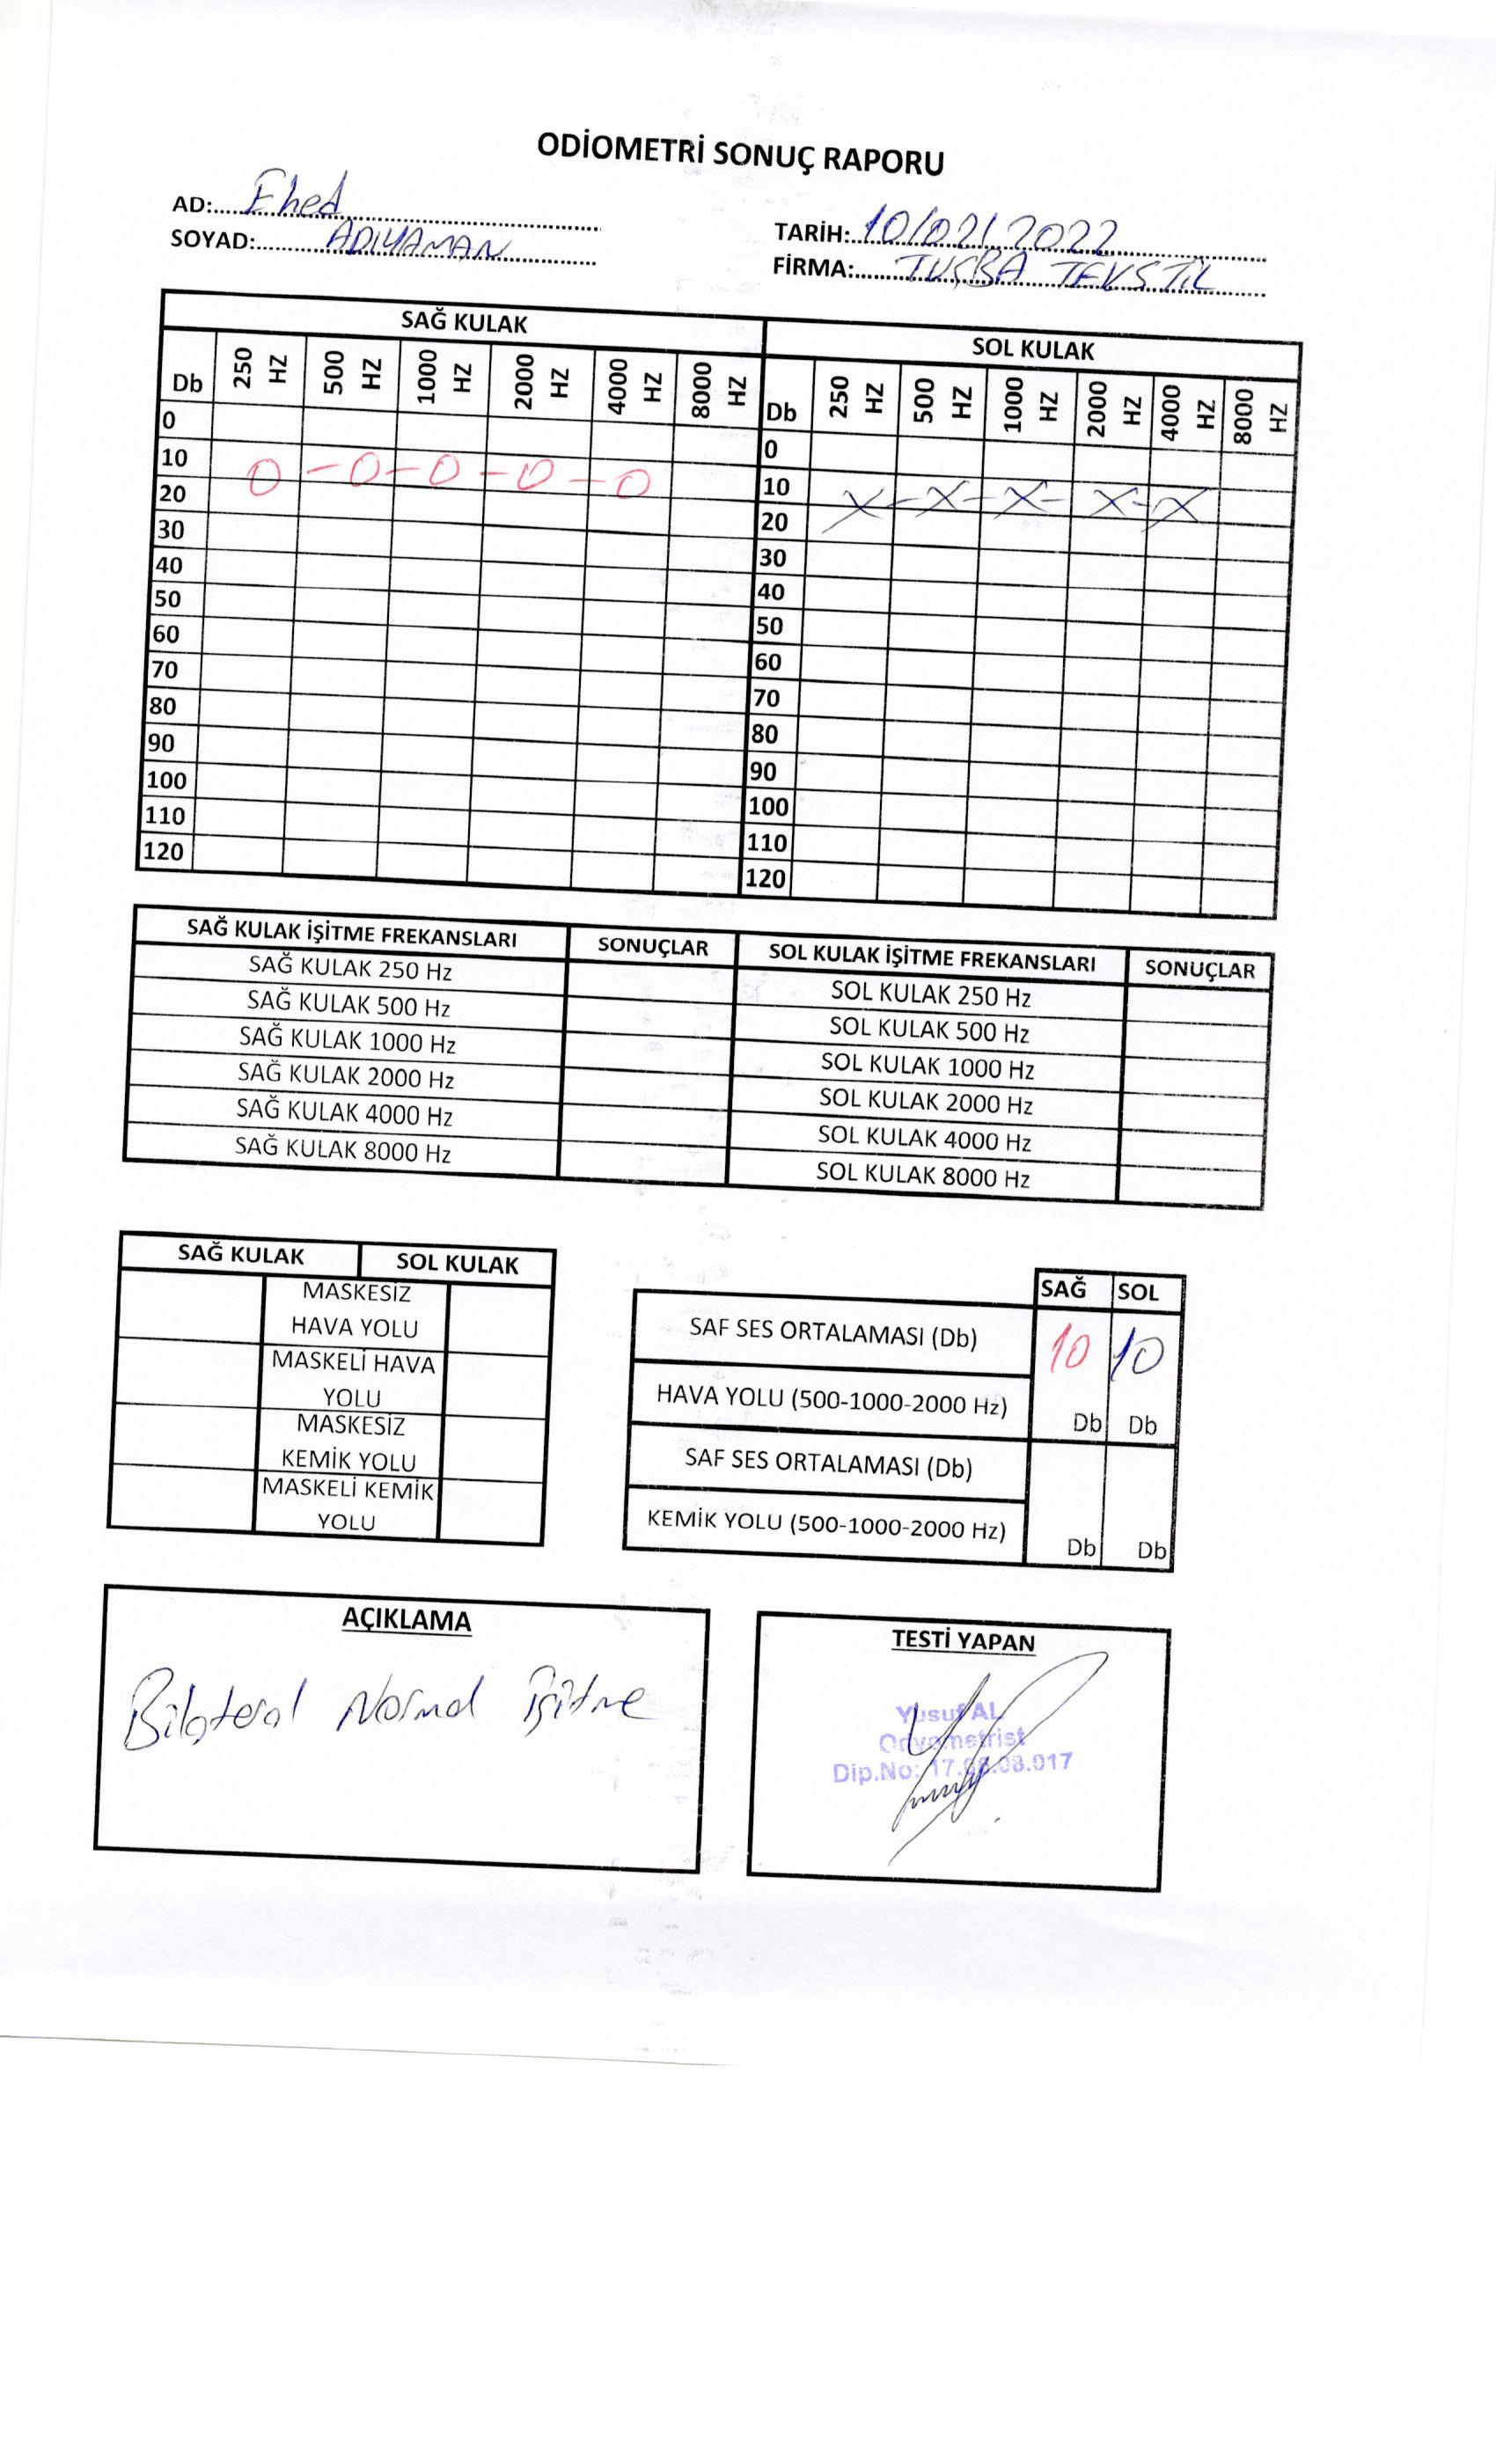 ODİOMETRİ SONUÇ RAPORU
AD: Ehed
SOYAD: ADIYAMAN
TARİH: 10/02/2022
FİRMA: TUĞBA TEKSTİL
SAĞ KULAK SOL KULAK
Db 250 HZ 500 HZ 1000 HZ 2000 HZ 4000 HZ 8000 HZ Db 250 HZ 500 HZ 1000 HZ 2000 HZ 4000 HZ 8000 HZ
0 0
10 O - O - O - O - O 10 X - X - X - X - X
20 20
30 30
40 40
50 50
60 60
70 70
80 80
90 90
100 100
110 110
120 120
SAĞ KULAK İŞİTME FREKANSLARI SONUÇLAR SOL KULAK İŞİTME FREKANSLARI SONUÇLAR
SAĞ KULAK 250 Hz SOL KULAK 250 Hz
SAĞ KULAK 500 Hz SOL KULAK 500 Hz
SAĞ KULAK 1000 Hz SOL KULAK 1000 Hz
SAĞ KULAK 2000 Hz SOL KULAK 2000 Hz
SAĞ KULAK 4000 Hz SOL KULAK 4000 Hz
SAĞ KULAK 8000 Hz SOL KULAK 8000 Hz
SAĞ KULAK SOL KULAK
MASKESİZ
HAVA YOLU
MASKELİ HAVA
YOLU
MASKESİZ
KEMİK YOLU
MASKELİ KEMİK
YOLU
SAĞ SOL
SAF SES ORTALAMASI (Db) 10 10
HAVA YOLU (500-1000-2000 Hz) Db Db
SAF SES ORTALAMASI (Db)
KEMİK YOLU (500-1000-2000 Hz) Db Db
AÇIKLAMA
Bilateral Normal İşitme
TESTİ YAPAN
Yusuf AL
Odyometrist
Dip.No: 17.08.017